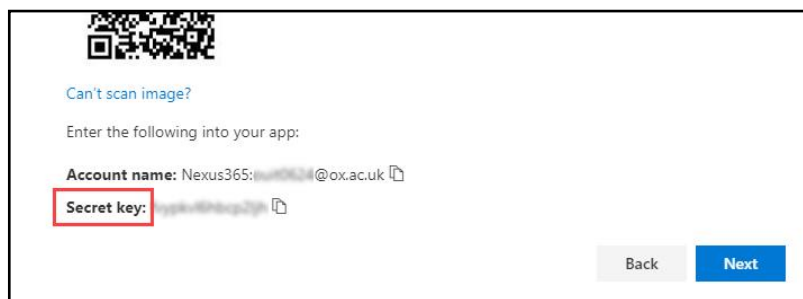 Can't scan image?
Enter the following into your app:
Account name: Nexus365: @ox.ac.uk
Secret key:
Back Next